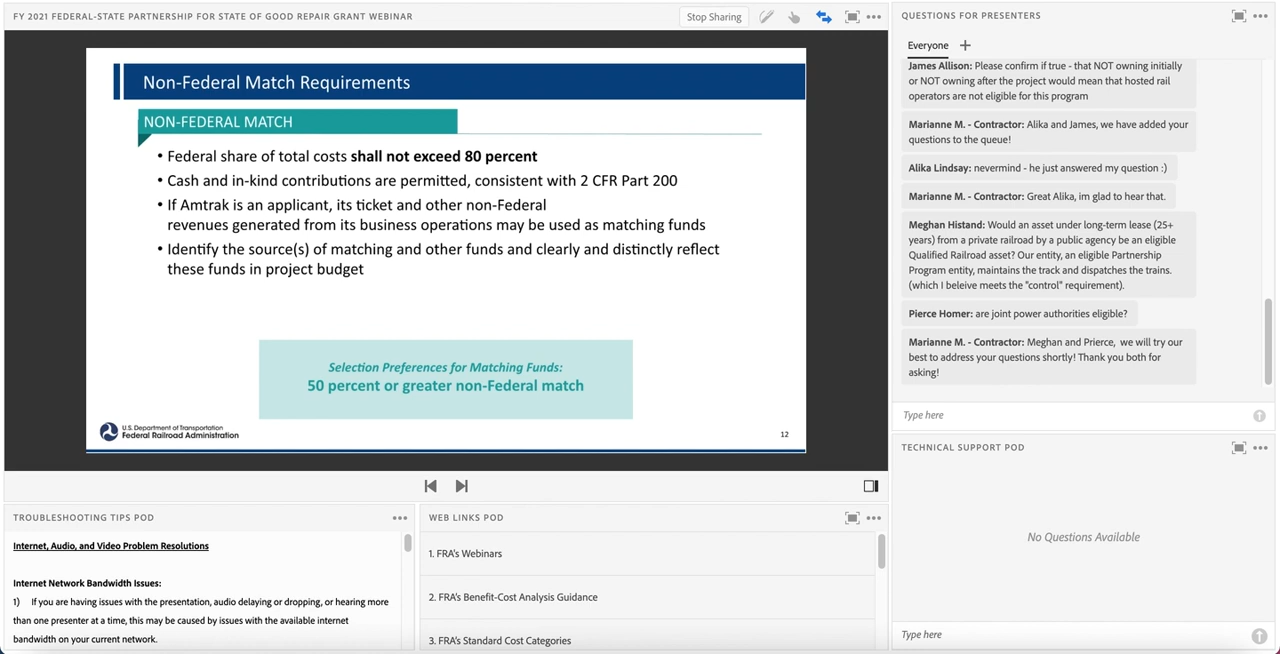 FY 2021 FEDERAL-STATE PARTNERSHIP FOR STATE OF GOOD REPAIR GRANT WEBINAR
Stop Sharing
Non-Federal Match Requirements
NON-FEDERAL MATCH
• Federal share of total costs shall not exceed 80 percent
• Cash and in-kind contributions are permitted, consistent with 2 CFR Part 200
• If Amtrak is an applicant, its ticket and other non-Federal
revenues generated from its business operations may be used as matching funds
• Identify the source(s) of matching and other funds and clearly and distinctly reflect
these funds in project budget
Selection Preferences for Matching Funds:
50 percent or greater non-Federal match
U.S. Department of Transportation
Federal Railroad Administration
12
TROUBLESHOOTING TIPS POD
Internet, Audio, and Video Problem Resolutions
Internet Network Bandwidth Issues:
1) If you are having issues with the presentation, audio delaying or dropping, or hearing more
than one presenter at a time, this may be caused by issues with the available internet
bandwidth on your current network.
WEB LINKS POD
1. FRA's Webinars
2. FRA's Benefit-Cost Analysis Guidance
3. FRA's Standard Cost Categories
QUESTIONS FOR PRESENTERS
Everyone
James Allison: Please confirm if true - that NOT owning initially
or NOT owning after the project would mean that hosted rail
operators are not eligible for this program
Marianne M. - Contractor: Alika and James, we have added your
questions to the queue!
Alika Lindsay: nevermind - he just answered my question :)
Marianne M. - Contractor: Great Alika, im glad to hear that.
Meghan Histand: Would an asset under long-term lease (25+
years) from a private railroad by a public agency be an eligible
Qualified Railroad asset? Our entity, an eligible Partnership
Program entity, maintains the track and dispatches the trains.
(which I beleive meets the "control" requirement).
Pierce Homer: are joint power authorities eligible?
Marianne M. - Contractor: Meghan and Prierce, we will try our
best to address your questions shortly! Thank you both for
asking!
Type here
TECHNICAL SUPPORT POD
No Questions Available
Type here